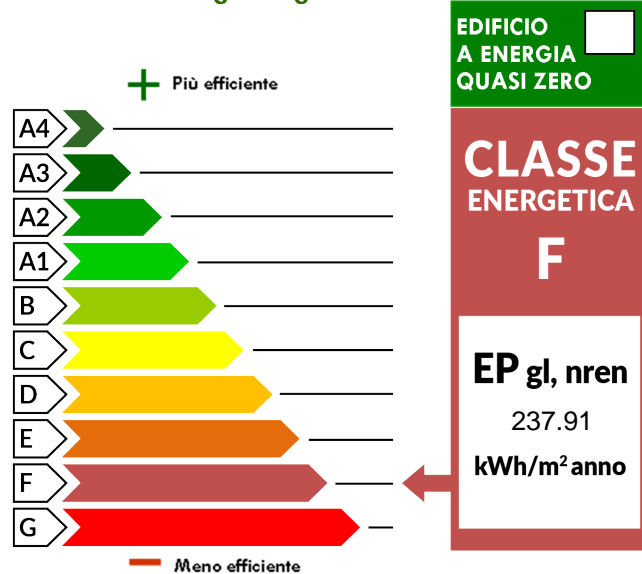 EDIFICIO
A ENERGIA
QUASI ZERO
+ Più efficiente
A4
A3
A2
A1
B
C
D
E
F
G
Meno efficiente
CLASSE
ENERGETICA
F
EP gl, nren
237.91
kWh/m² anno